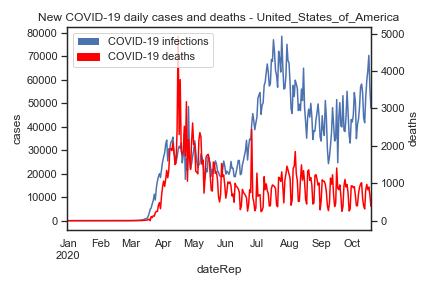 New COVID-19 daily cases and deaths - United_States_of_America
COVID-19 infections
COVID-19 deaths
80000
70000
60000
50000
40000
30000
20000
10000
0
cases
5000
4000
3000
2000
1000
0
deaths
Jan Feb Mar Apr May Jun Jul Aug Sep Oct
2020
dateRep